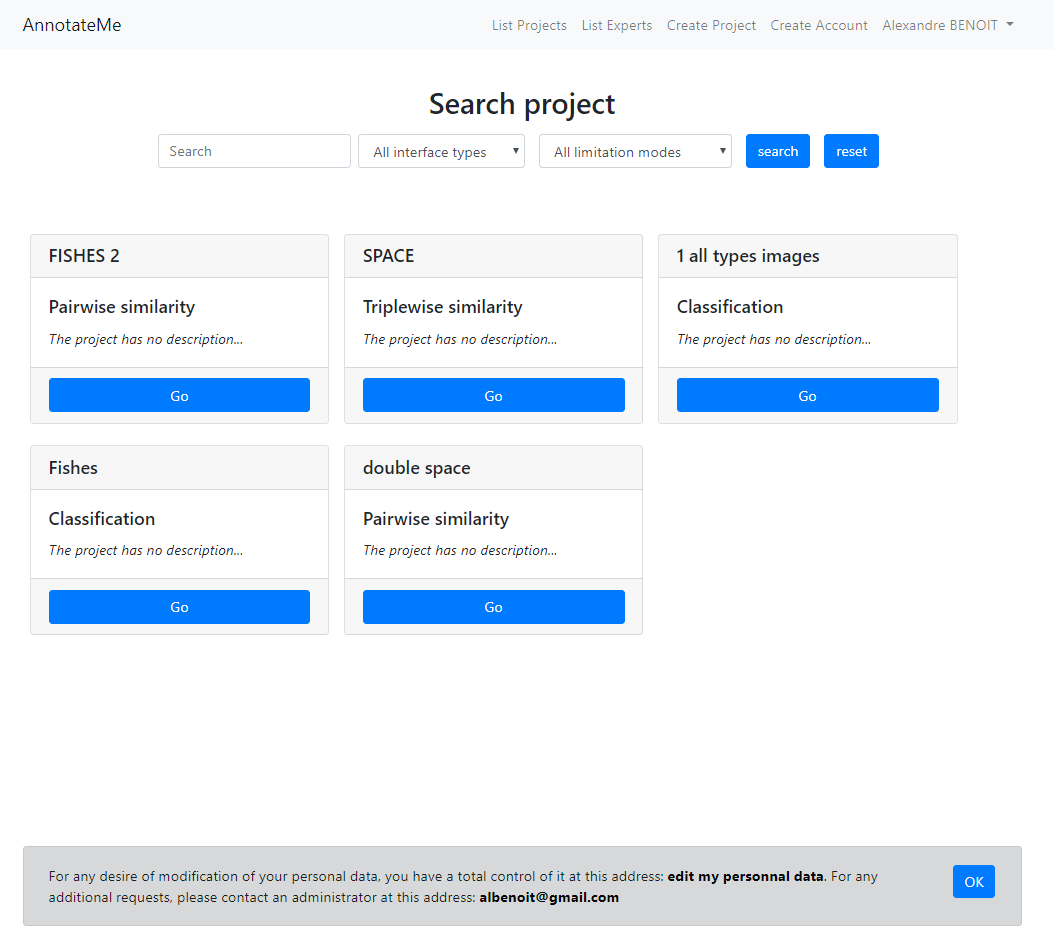 AnnotateMe List Projects List Experts Create Project Create Account Alexandre BENOIT
Search project
Search All interface types All limitation modes search reset
FISHES 2 SPACE 1 all types images
Pairwise similarity Triplewise similarity Classification
The project has no description... The project has no description... The project has no description...
Go Go Go
Fishes double space
Classification Pairwise similarity
The project has no description... The project has no description...
Go Go
For any desire of modification of your personal data, you have a total control of it at this address: edit my personnal data. For any
additional requests, please contact an administrator at this address: albenoit@gmail.com
OK